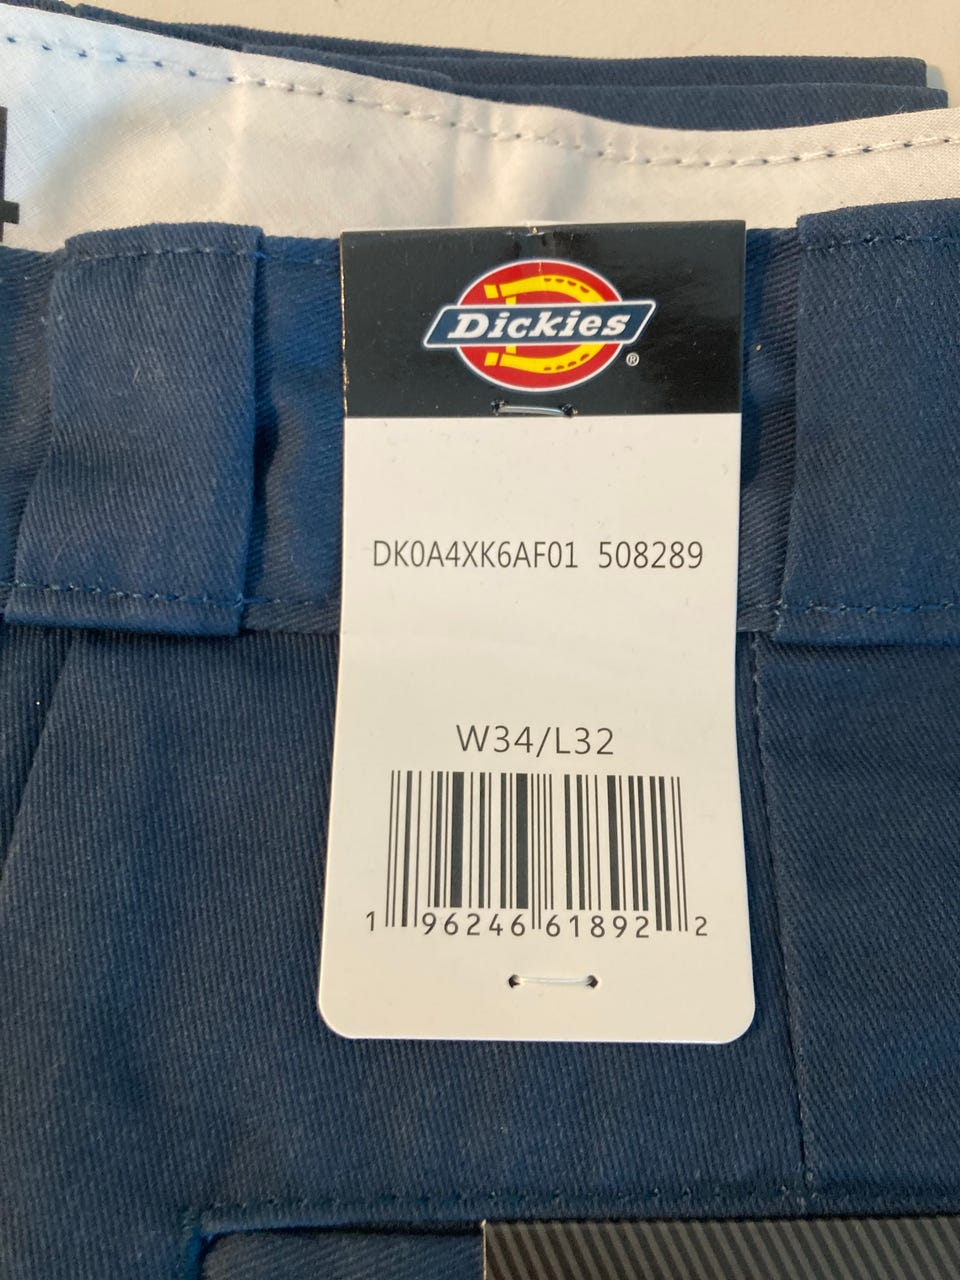 Dickies®
DK0A4XK6AF01 508289
W34/L32
1 96246 61892 2